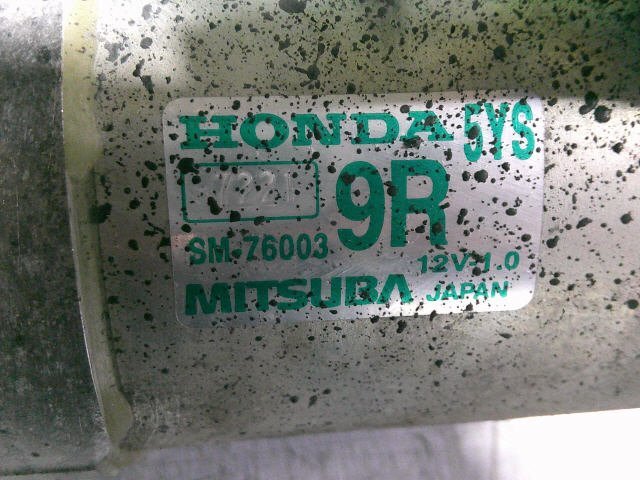 HONDA 5YS
9R
SM-76003
12V-1.0
MITSUBA JAPAN